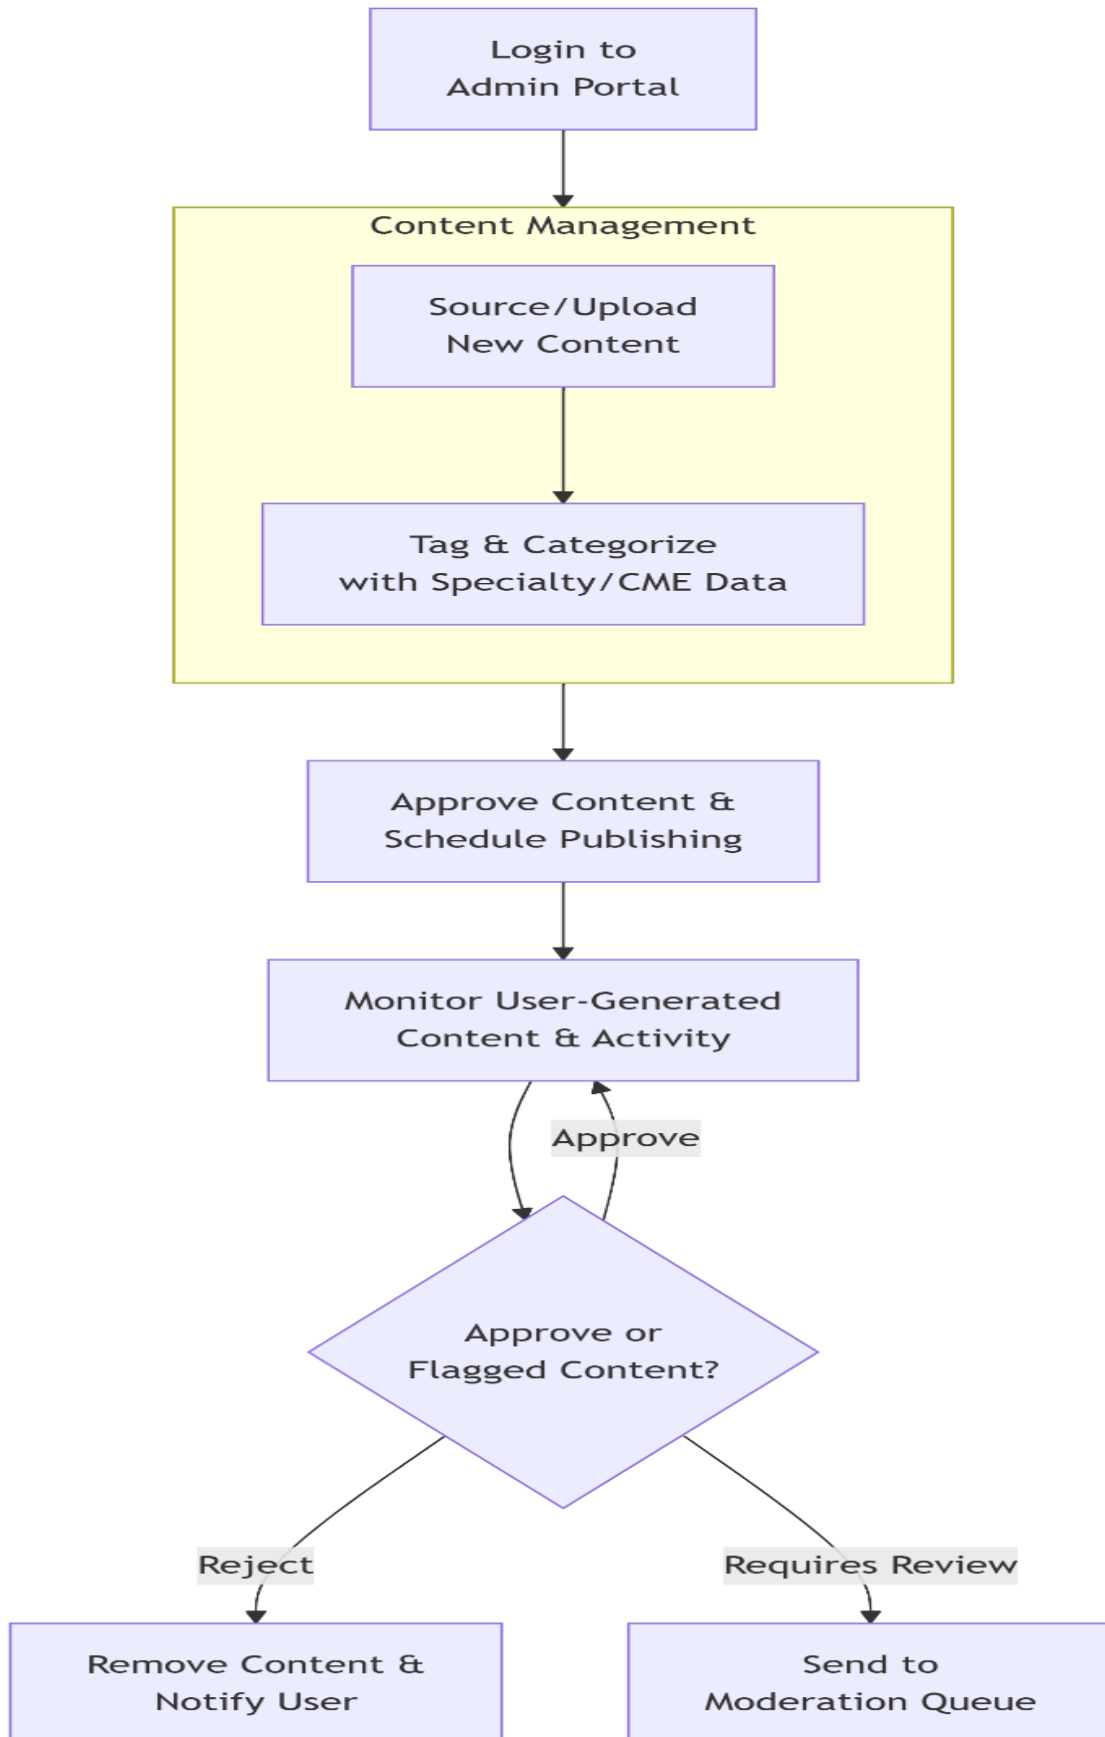 Login to
Admin Portal
Content Management
Source/Upload
New Content
Tag & Categorize
with Specialty/CME Data
Approve Content &
Schedule Publishing
Monitor User-Generated
Content & Activity
Approve
Approve or
Flagged Content?
Reject
Requires Review
Remove Content &
Notify User
Send to
Moderation Queue